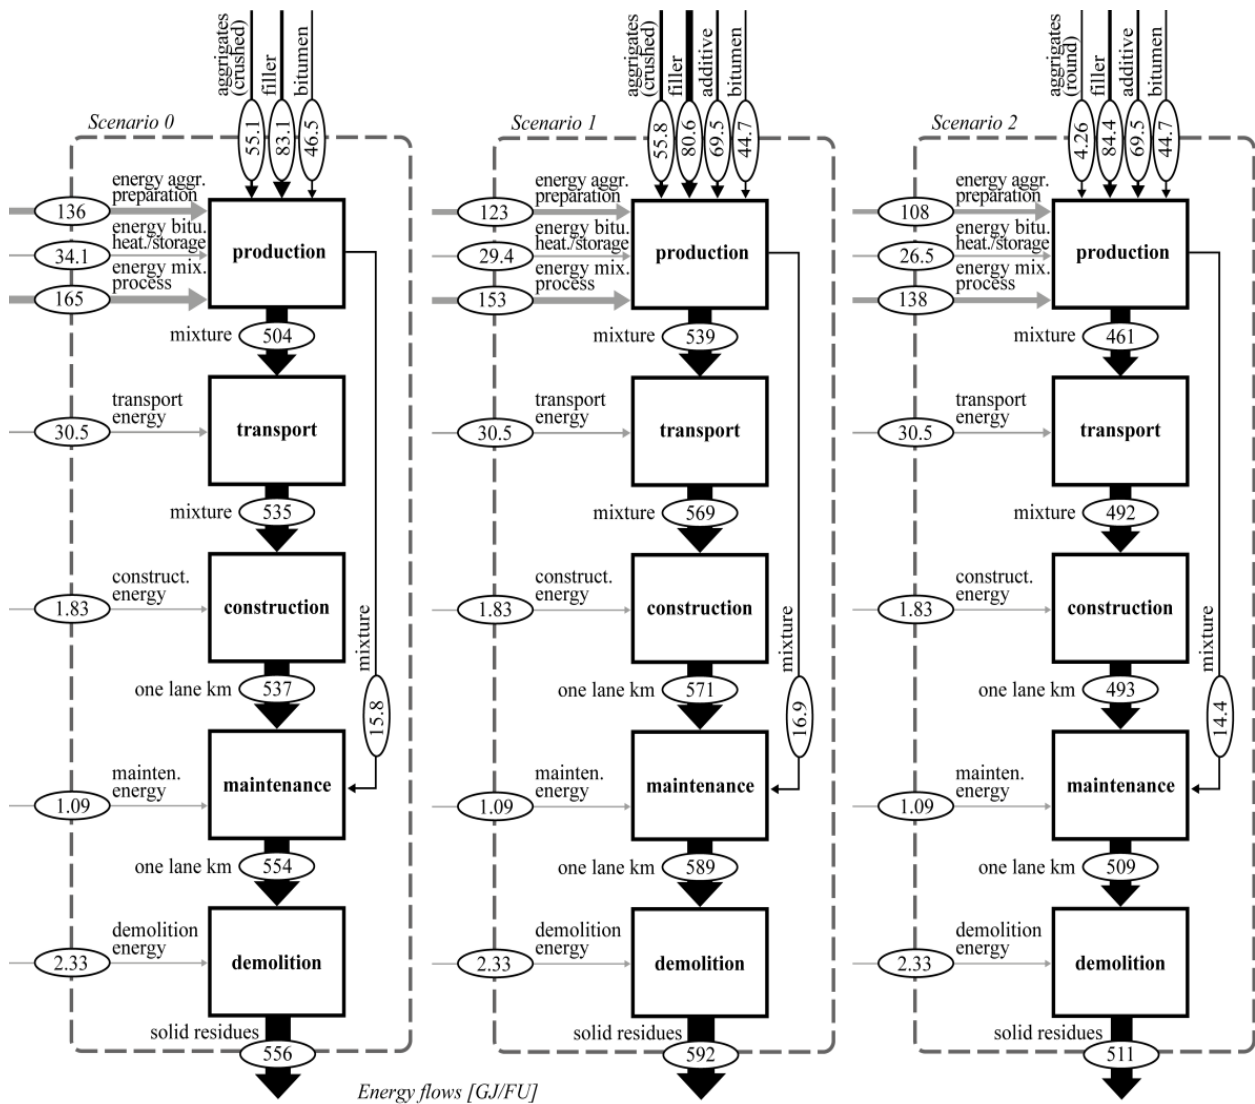 Scenario 0
aggrigates
(crushed)
filler
bitumen
55.1
83.1
46.5
energy aggr.
preparation
136
energy bitu.
heat./storage
34.1
energy mix.
process
165
production
mixture
504
transport
energy
30.5
transport
mixture
535
construct.
energy
1.83
construction
mixture
15.8
one lane km
537
mainten.
energy
1.09
maintenance
one lane km
554
demolition
energy
2.33
demolition
solid residues
556
Scenario 1
aggrigates
(crushed)
filler
additive
bitumen
55.8
80.6
69.5
44.7
energy aggr.
preparation
123
energy bitu.
heat./storage
29.4
energy mix.
process
153
production
mixture
539
transport
energy
30.5
transport
mixture
569
construct.
energy
1.83
construction
mixture
16.9
one lane km
571
mainten.
energy
1.09
maintenance
one lane km
589
demolition
energy
2.33
demolition
solid residues
592
Scenario 2
aggrigates
(round)
filler
additive
bitumen
4.26
84.4
69.5
44.7
energy aggr.
preparation
108
energy bitu.
heat./storage
26.5
energy mix.
process
138
production
mixture
461
transport
energy
30.5
transport
mixture
492
construct.
energy
1.83
construction
mixture
14.4
one lane km
493
mainten.
energy
1.09
maintenance
one lane km
509
demolition
energy
2.33
demolition
solid residues
511
Energy flows [GJ/FU]